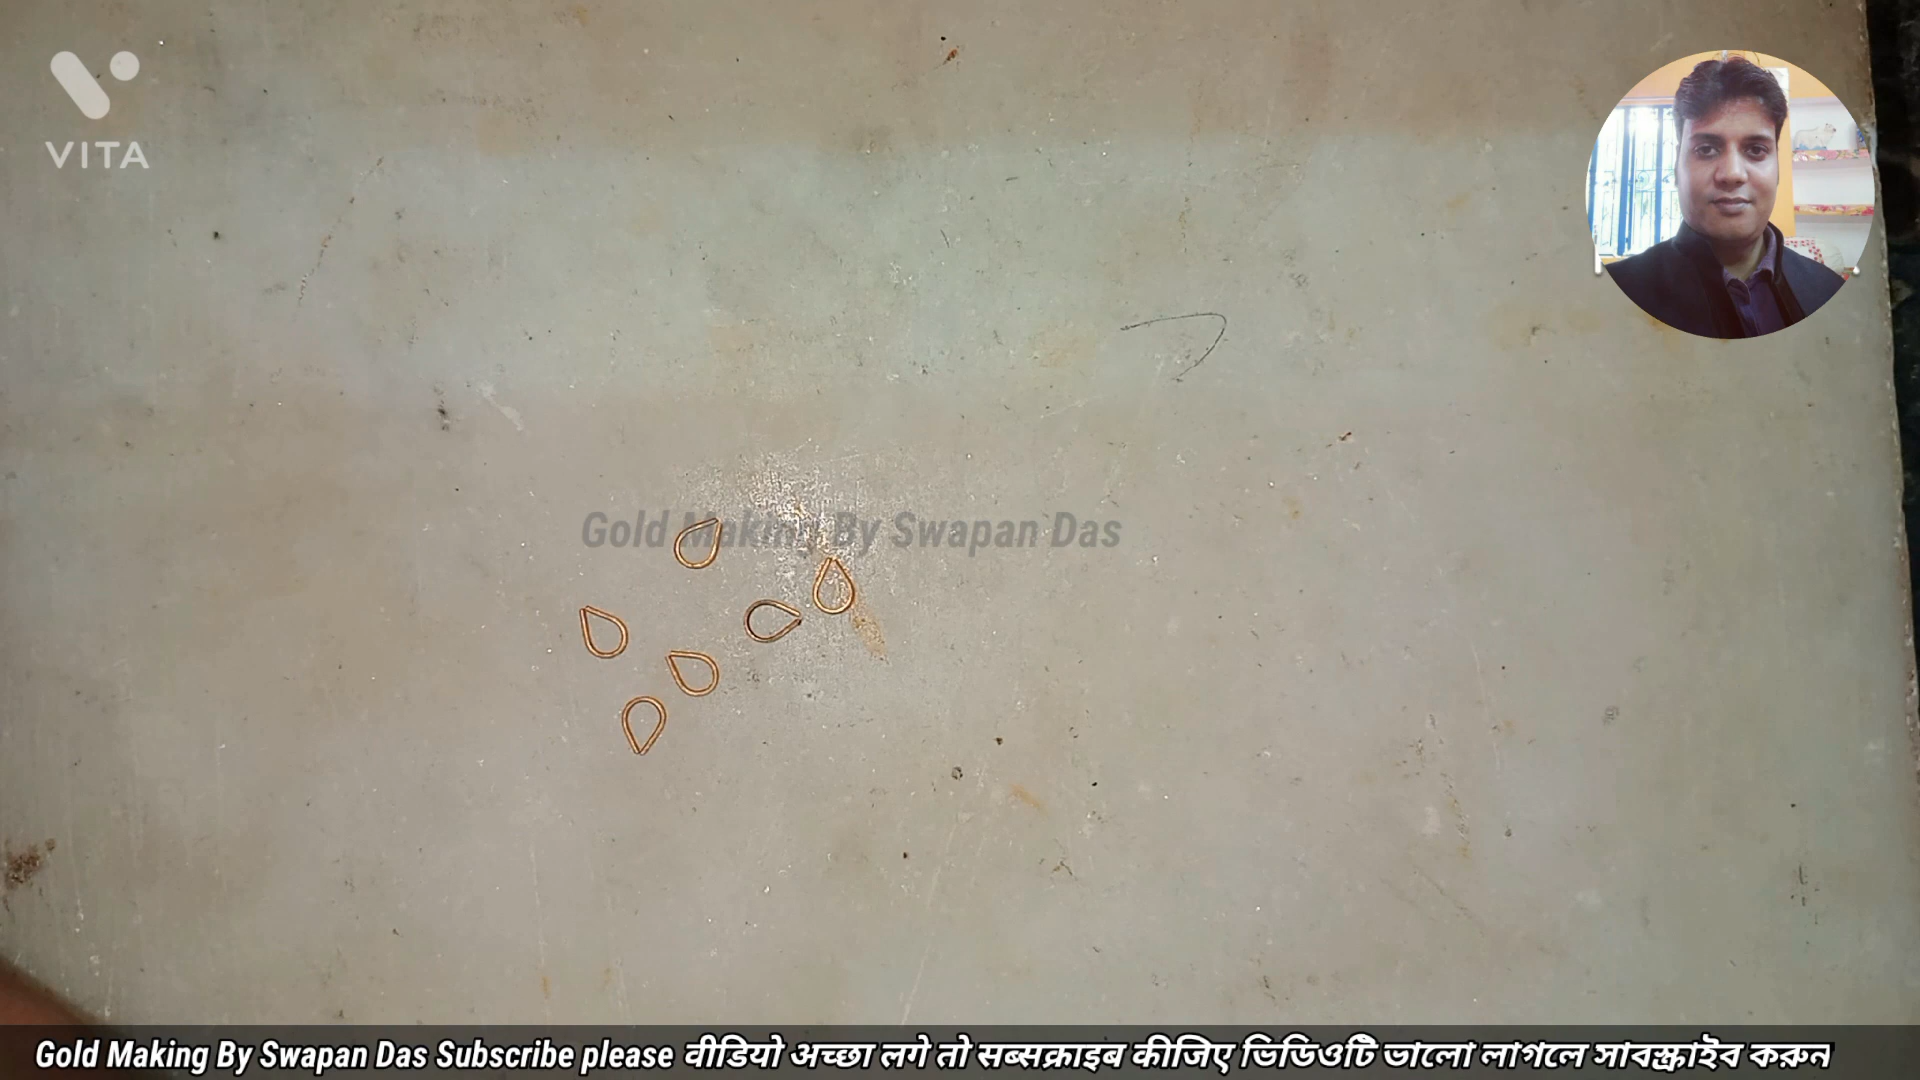 VITA
Gold Making By Swapan Das
Gold Making By Swapan Das Subscribe please वीडियो अच्छा लगे तो सब्सक्राइब कीजिए ভিডিওটি ভালো লাগলে সাবস্ক্রাইব করুন